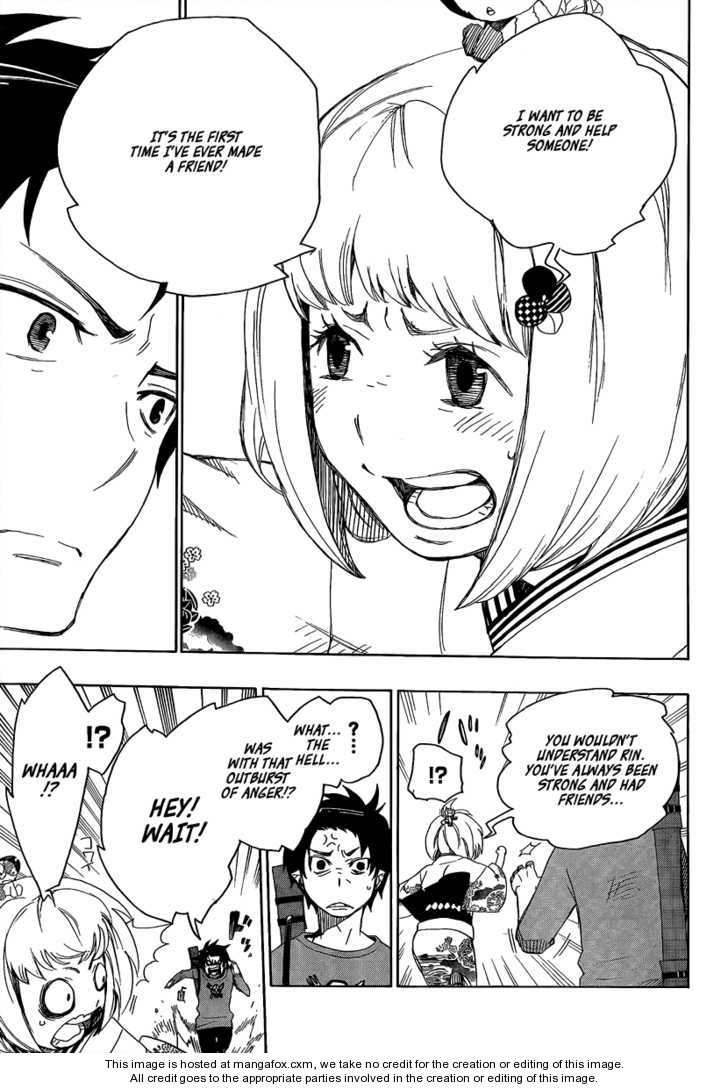 I WANT TO BE
STRONG AND HELP
SOMEONE!
IT'S THE FIRST
TIME I'VE EVER MADE
A FRIEND!
YOU WOULDN'T
UNDERSTAND RIN.
YOU'VE ALWAYS BEEN
STRONG AND HAD
FRIENDS...
!?
?...
WHAT...
THE
HELL...
WAS
WITH THAT
OUTBURST
OF ANGER!?
HEY!
WAIT!
!?
WHAAA
!?
This image is hosted at mangafox.cxm, we take no credit for the creation or editing of this image.
All credit goes to the appropriate parties involved in the creation or editing of this image